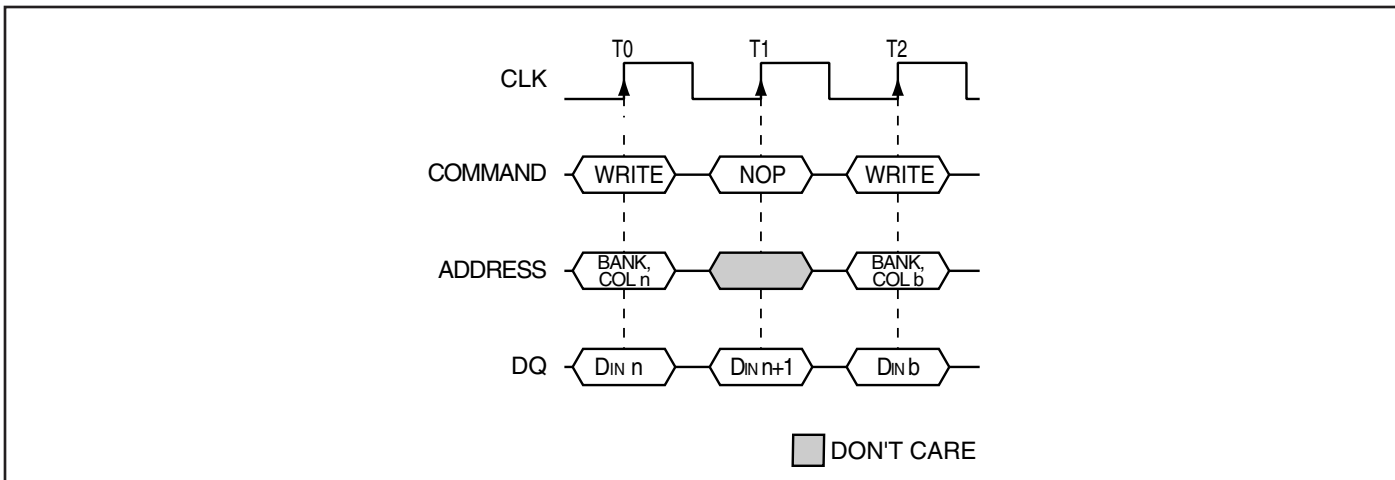 T0 T1 T2
CLK
COMMAND WRITE NOP WRITE
ADDRESS BANK, COL n BANK, COL b
DQ DIN n DIN n+1 DIN b
DON'T CARE